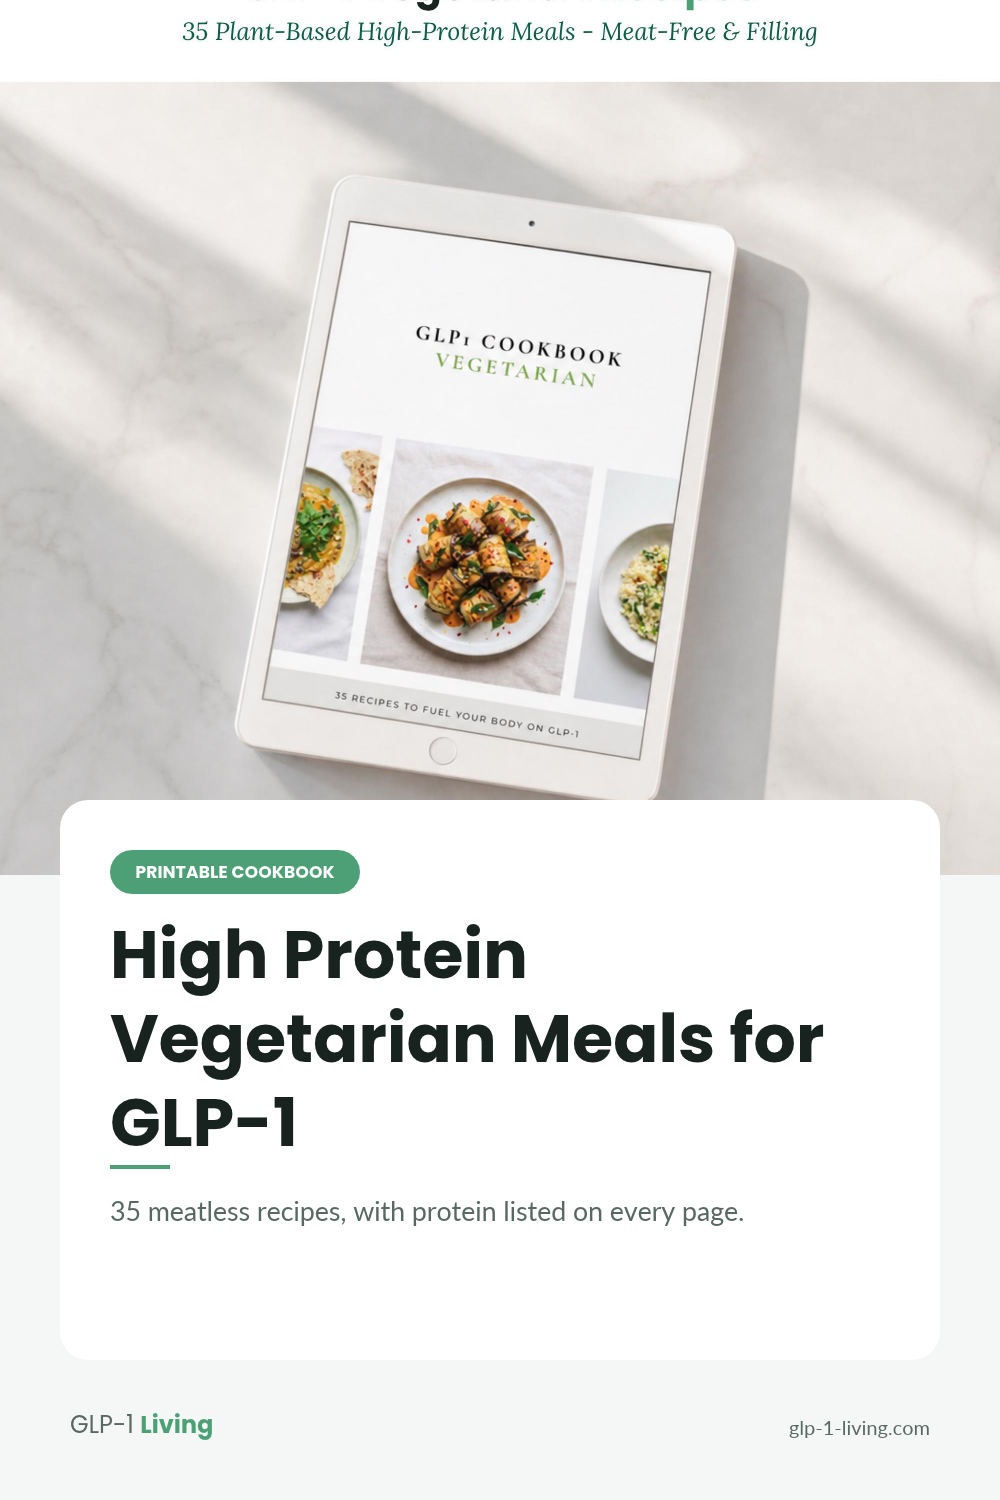 35 Plant-Based High-Protein Meals - Meat-Free & Filling
GLP1 COOKBOOK
VEGETARIAN
35 RECIPES TO FUEL YOUR BODY ON GLP-1
PRINTABLE COOKBOOK
High Protein
Vegetarian Meals for
GLP-1
35 meatless recipes, with protein listed on every page.
GLP-1 Living
glp-1-living.com